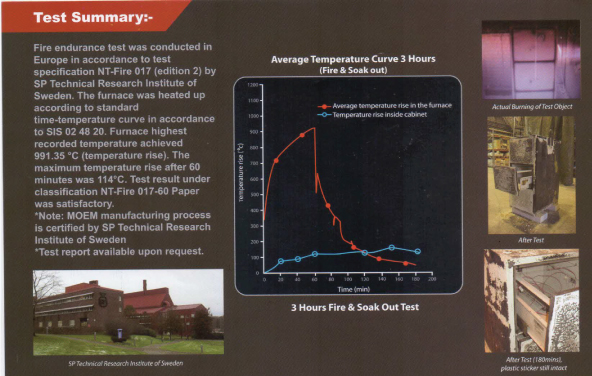 Test Summary:-
Fire endurance test was conducted in
Europe in accordance to test
specification NT-Fire 017 (edition 2) by
SP Technical Research Institute of
Sweden. The furnace was heated up
according to standard
time-temperature curve in accordance
to SIS 02 48 20. Furnace highest
recorded temperature achieved
991.35 °C (temperature rise). The
maximum temperature rise after 60
minutes was 114°C. Test result under
classification NT-Fire 017-60 Paper
was satisfactory.
*Note: MOEM manufacturing process
is certified by SP Technical Research
Institute of Sweden
*Test report available upon request.
SP Technical Research Institute of Sweden
Average Temperature Curve 3 Hours
(Fire & Soak out)
Average temperature rise in the furnace
Temperature rise inside cabinet
Temperature rise (°c)
1200
1100
1000
900
800
700
600
500
400
300
200
100
0
0 20 40 60 80 100 120 140 160 180 200
Time (min)
3 Hours Fire & Soak Out Test
Actual Burning of Test Object
After Test
After Test (180mins),
plastic sticker still intact